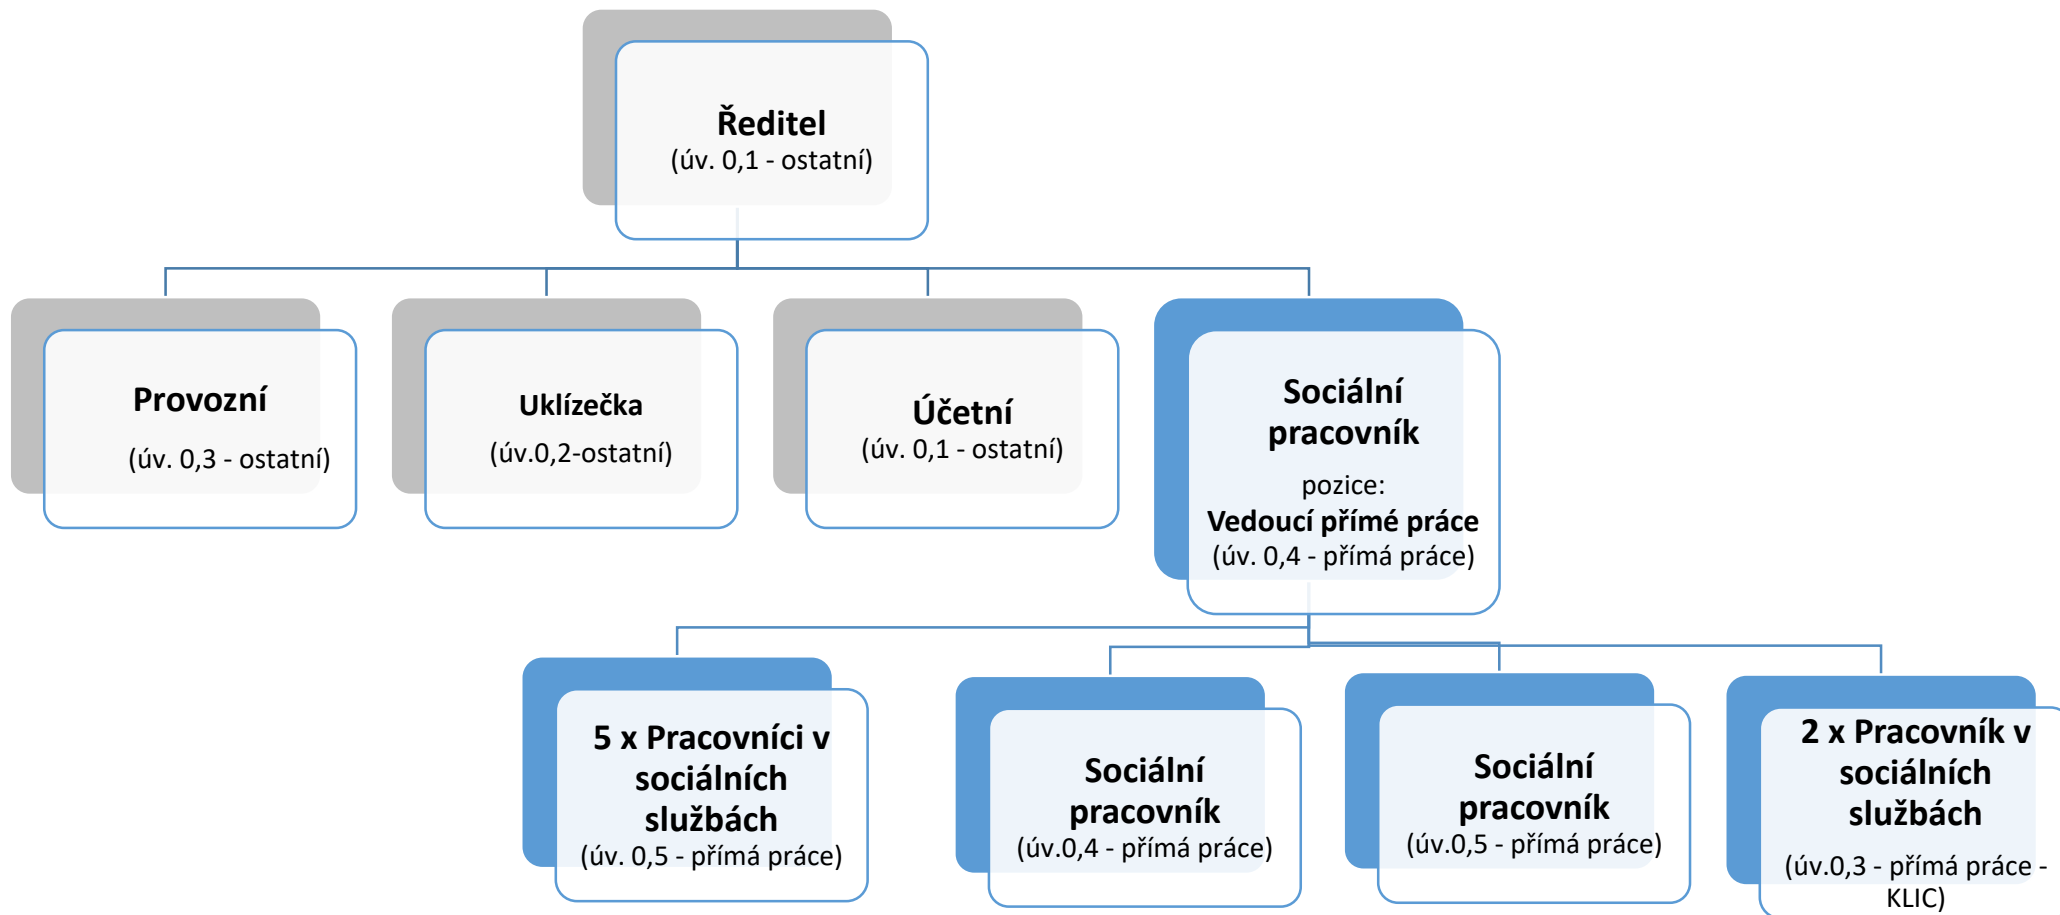 Ředitel
(úv. 0,1 - ostatní)
Provozní
(úv. 0,3 - ostatní)
Uklízečka
(úv.0,2-ostatní)
Účetní
(úv. 0,1 - ostatní)
Sociální
pracovník
pozice:
Vedoucí přímé práce
(úv. 0,4 - přímá práce)
5 x Pracovníci v
sociálních
službách
(úv. 0,5 - přímá práce)
Sociální
pracovník
(úv.0,4 - přímá práce)
Sociální
pracovník
(úv.0,5 - přímá práce)
2 x Pracovník v
sociálních
službách
(úv.0,3 - přímá práce -
KLIC)